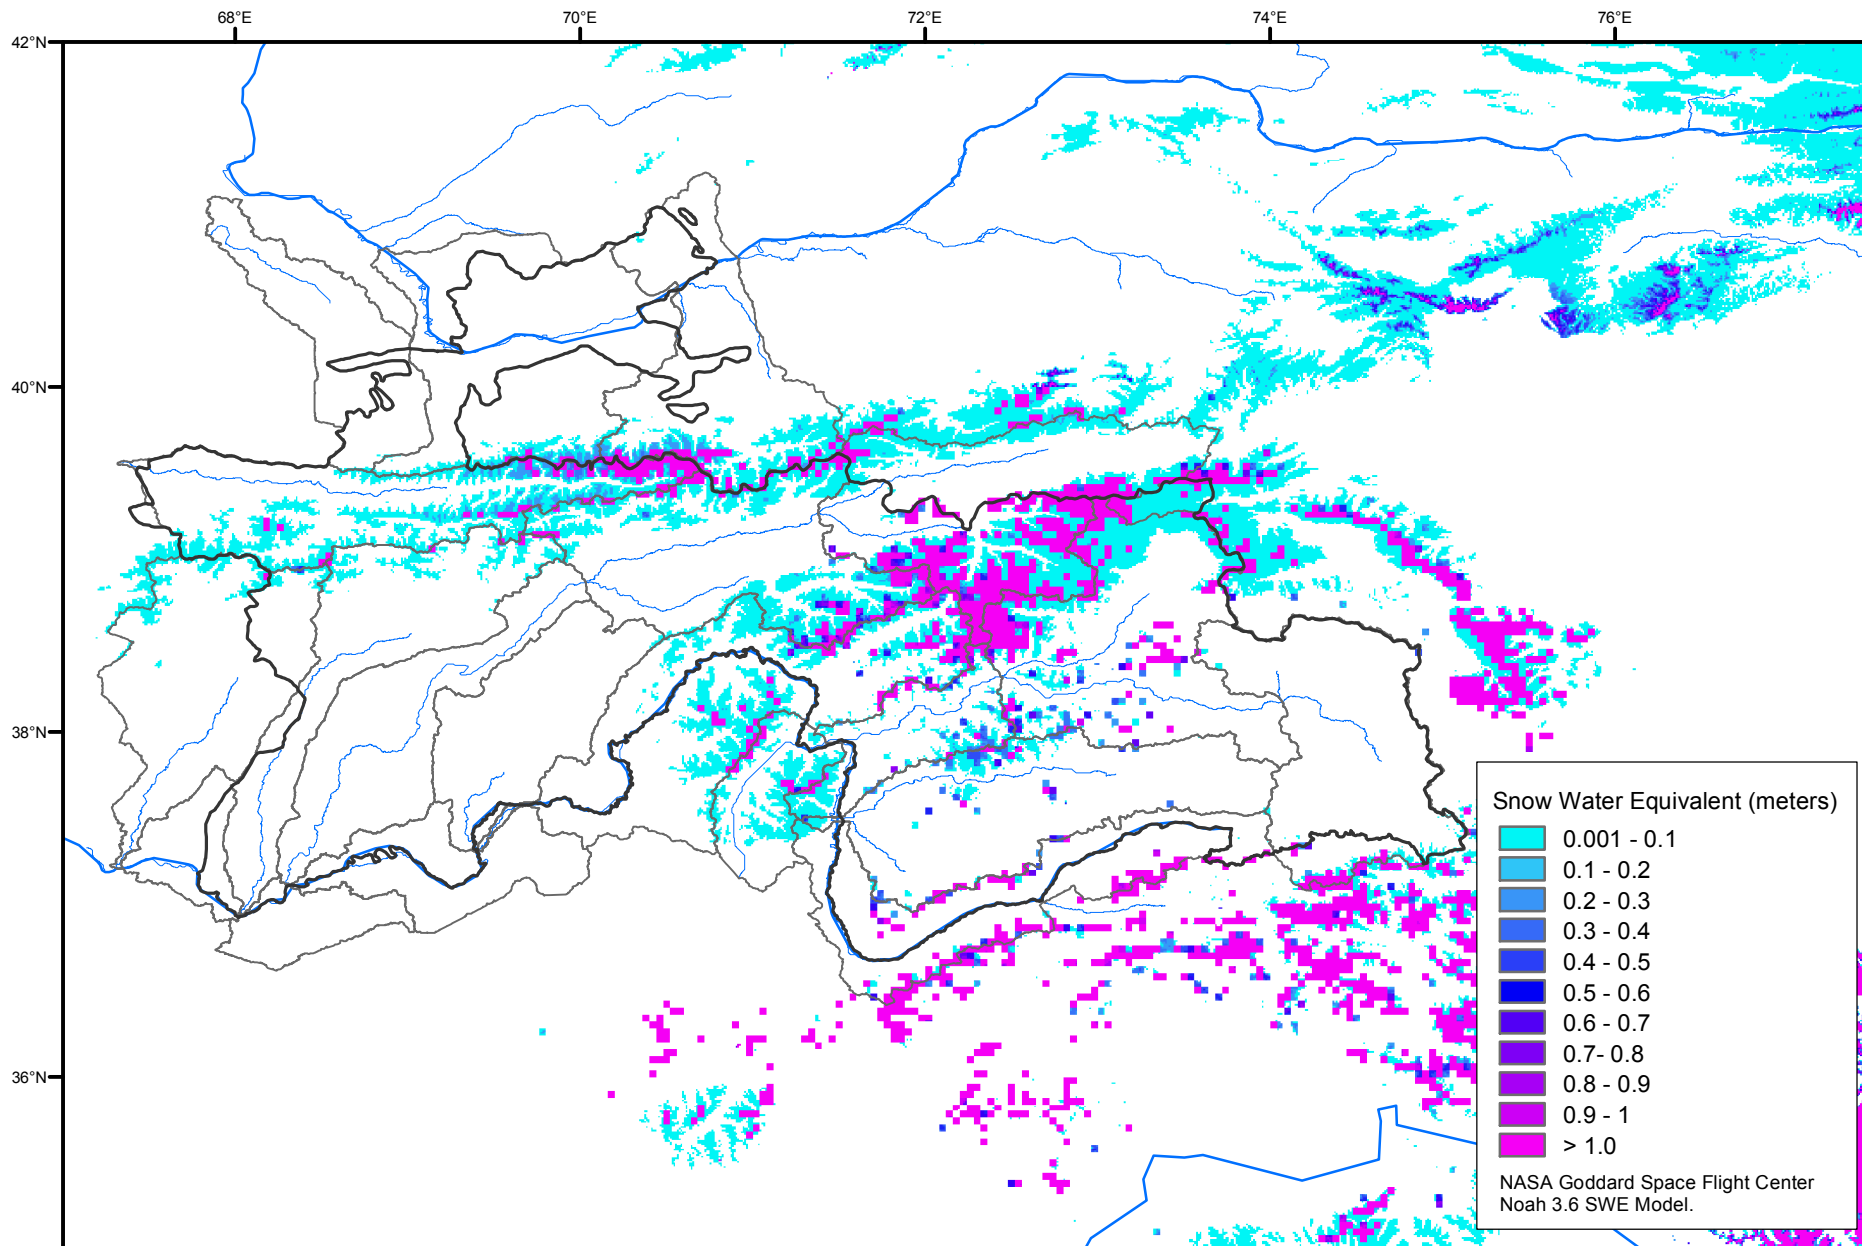 68°E
70°E
72°E
74°E
76°E
42°N
40°N
38°N
36°N
Snow Water Equivalent (meters)
0.001 - 0.1
0.1 - 0.2
0.2 - 0.3
0.3 - 0.4
0.4 - 0.5
0.5 - 0.6
0.6 - 0.7
0.7- 0.8
0.8 - 0.9
0.9 - 1
> 1.0
NASA Goddard Space Flight Center
Noah 3.6 SWE Model.